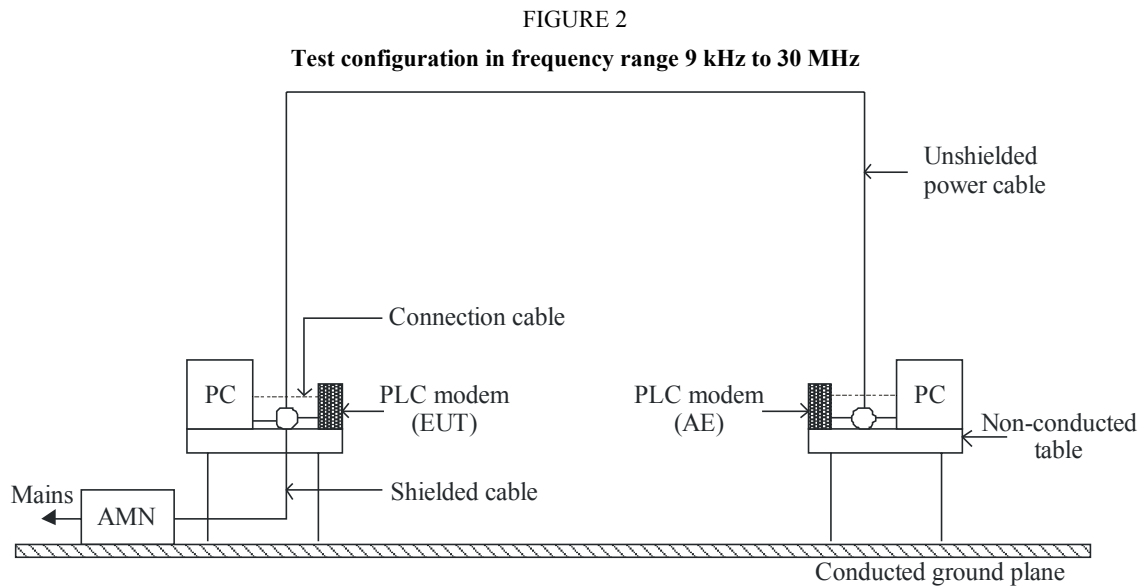 FIGURE 2
Test configuration in frequency range 9 kHz to 30 MHz
Unshielded
power cable
Connection cable
PC
PLC modem
(EUT)
PLC modem
(AE)
PC
Non-conducted
table
Mains
AMN
Shielded cable
Conducted ground plane